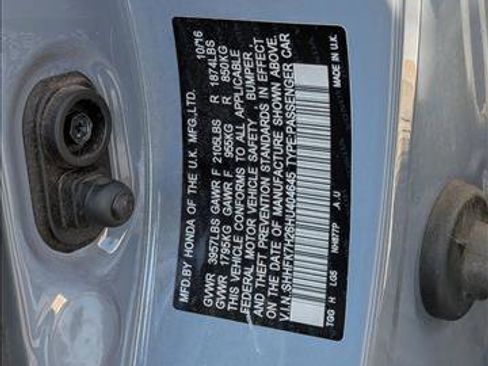 MFD.BY HONDA OF THE U.K. MFG.,LTD. 10/16
GVWR 3957LBS GAWR F 2105LBS R 1874LBS
GVWR 1795KG GAWR F 955KG R 850KG
THIS VEHICLE CONFORMS TO ALL APPLICABLE
FEDERAL MOTOR VEHICLE SAFETY, BUMPER,
AND THEFT PREVENTION STANDARDS IN EFFECT
ON THE DATE OF MANUFACTURE SHOWN ABOVE.
V.I.N.:SHHFK7H26HU404645 TYPE:PASSENGER CAR
TGG H LG5 NH877P A U MADE IN U.K.